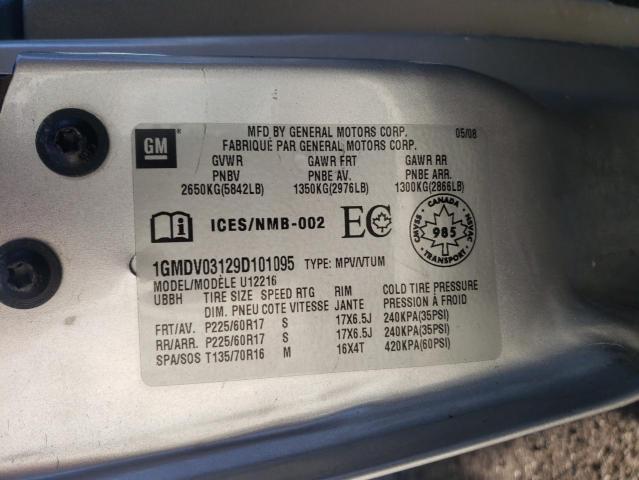 GM
MFD BY GENERAL MOTORS CORP. 05/08
FABRIQUÉ PAR GENERAL MOTORS CORP.
GVWR GAWR FRT GAWR RR
PNBV PNBE AV. PNBE ARR.
2650KG(5842LB) 1350KG(2976LB) 1300KG(2866LB)
ICES/NMB-002 EC
CANADA
CMVSS 985 NSVAC
TRANSPORT
1GMDV03129D101095 TYPE: MPV/VTUM
MODEL/MODÈLE U12216
UBBH TIRE SIZE SPEED RTG RIM COLD TIRE PRESSURE
DIM. PNEU COTE VITESSE JANTE PRESSION À FROID
FRT/AV. P225/60R17 S 17X6.5J 240KPA(35PSI)
RR/ARR. P225/60R17 S 17X6.5J 240KPA(35PSI)
SPA/SOS T135/70R16 M 16X4T 420KPA(60PSI)